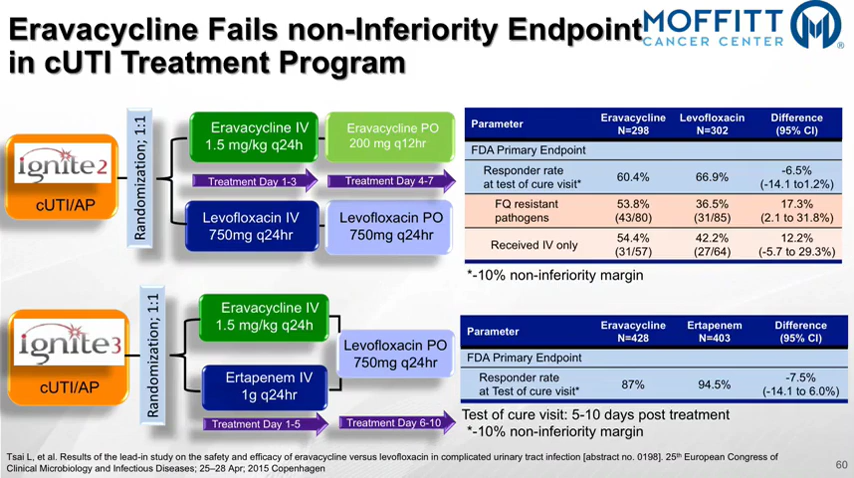 Eravacycline Fails non-Inferiority Endpoint
in cUTI Treatment Program
MOFFITT
CANCER CENTER
®
ignite2
cUTI/AP
Randomization; 1:1
Eravacycline IV
1.5 mg/kg q24h
Eravacycline PO
200 mg q12hr
Treatment Day 1-3
Treatment Day 4-7
Levofloxacin IV
750mg q24hr
Levofloxacin PO
750mg q24hr
Parameter Eravacycline N=298 Levofloxacin N=302 Difference (95% CI)
FDA Primary Endpoint
Responder rate at test of cure visit* 60.4% 66.9% -6.5% (-14.1 to1.2%)
FQ resistant pathogens 53.8% (43/80) 36.5% (31/85) 17.3% (2.1 to 31.8%)
Received IV only 54.4% (31/57) 42.2% (27/64) 12.2% (-5.7 to 29.3%)
*-10% non-inferiority margin
ignite3
cUTI/AP
Randomization; 1:1
Eravacycline IV
1.5 mg/kg q24h
Ertapenem IV
1g q24hr
Levofloxacin PO
750mg q24hr
Treatment Day 1-5
Treatment Day 6-10
Parameter Eravacycline N=428 Ertapenem N=403 Difference (95% CI)
FDA Primary Endpoint
Responder rate at Test of cure visit* 87% 94.5% -7.5% (-14.1 to 6.0%)
Test of cure visit: 5-10 days post treatment
*-10% non-inferiority margin
Tsai L, et al. Results of the lead-in study on the safety and efficacy of eravacycline versus levofloxacin in complicated urinary tract infection [abstract no. 0198]. 25th European Congress of
Clinical Microbiology and Infectious Diseases; 25–28 Apr; 2015 Copenhagen
60